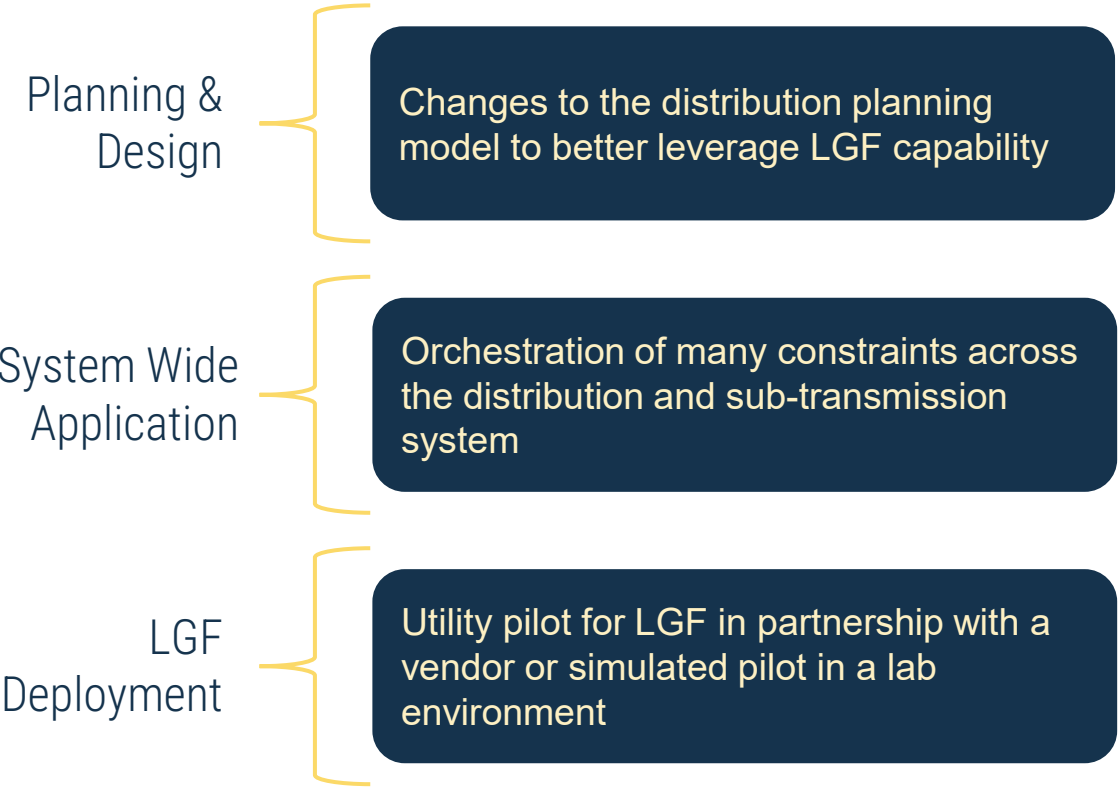 Planning &
Design
Changes to the distribution planning
model to better leverage LGF capability
System Wide
Application
Orchestration of many constraints across
the distribution and sub-transmission
system
LGF
Deployment
Utility pilot for LGF in partnership with a
vendor or simulated pilot in a lab
environment